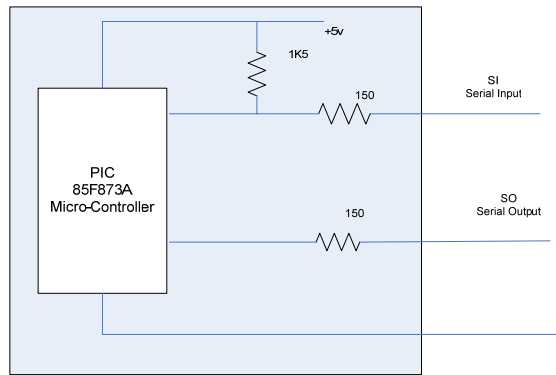 +5v
1K5
150
SI
Serial Input
PIC
85F873A
Micro-Controller
150
SO
Serial Output